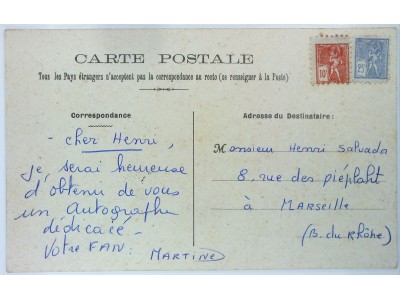 CARTE POSTALE
Tous les Pays étrangers n'acceptent pas la correspondance au recto (se renseigner à la Poste)
Correspondance
- cher Henri,
je serai heureuse
d'obtenir de vous
un Autographe
dédicacé -
Votre FAN: MARTINE
Adresse du Destinataire :
Monsieur Henri Salvador
8, rue des
à MARSEILLE
(B. du Rhône)
10
25